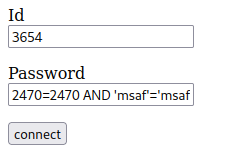 Id
3654
Password
2470=2470 AND 'msaf'='msaf
connect